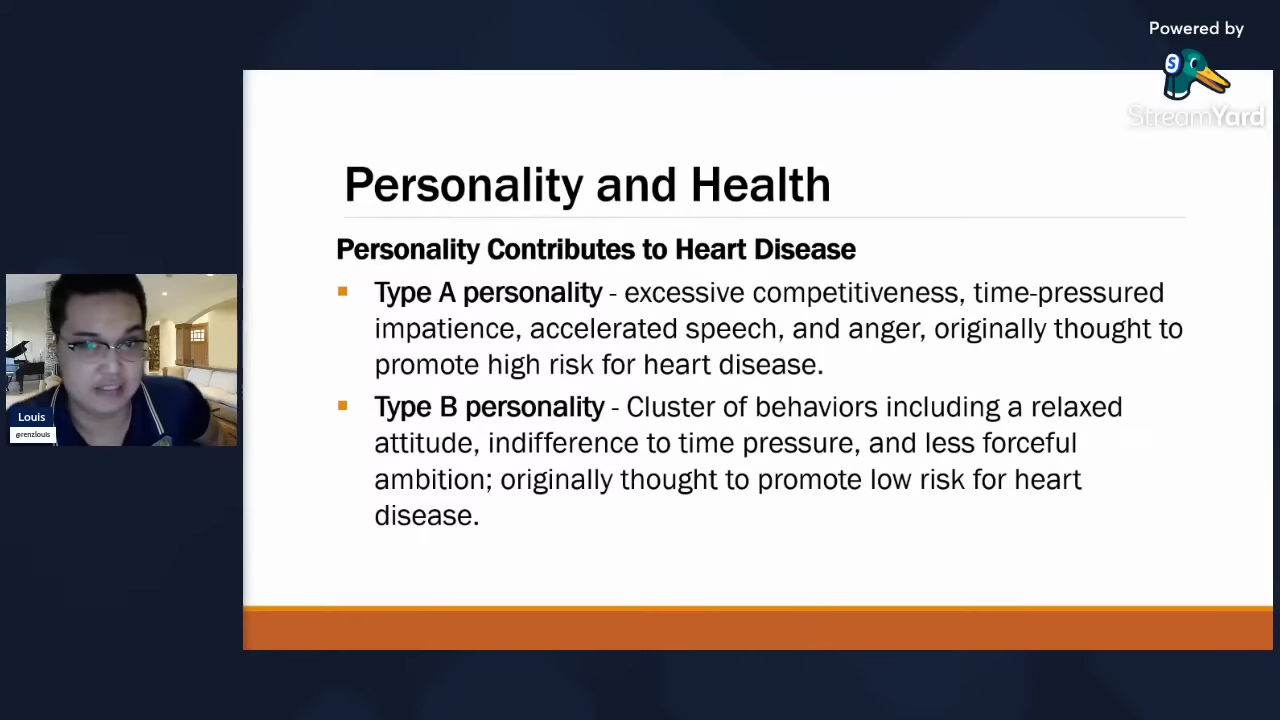 Powered by
S
StreamYard
Personality and Health
Personality Contributes to Heart Disease
Type A personality - excessive competitiveness, time-pressured
impatience, accelerated speech, and anger, originally thought to
promote high risk for heart disease.
Type B personality - Cluster of behaviors including a relaxed
attitude, indifference to time pressure, and less forceful
ambition; originally thought to promote low risk for heart
disease.
Louis
@renzlouis